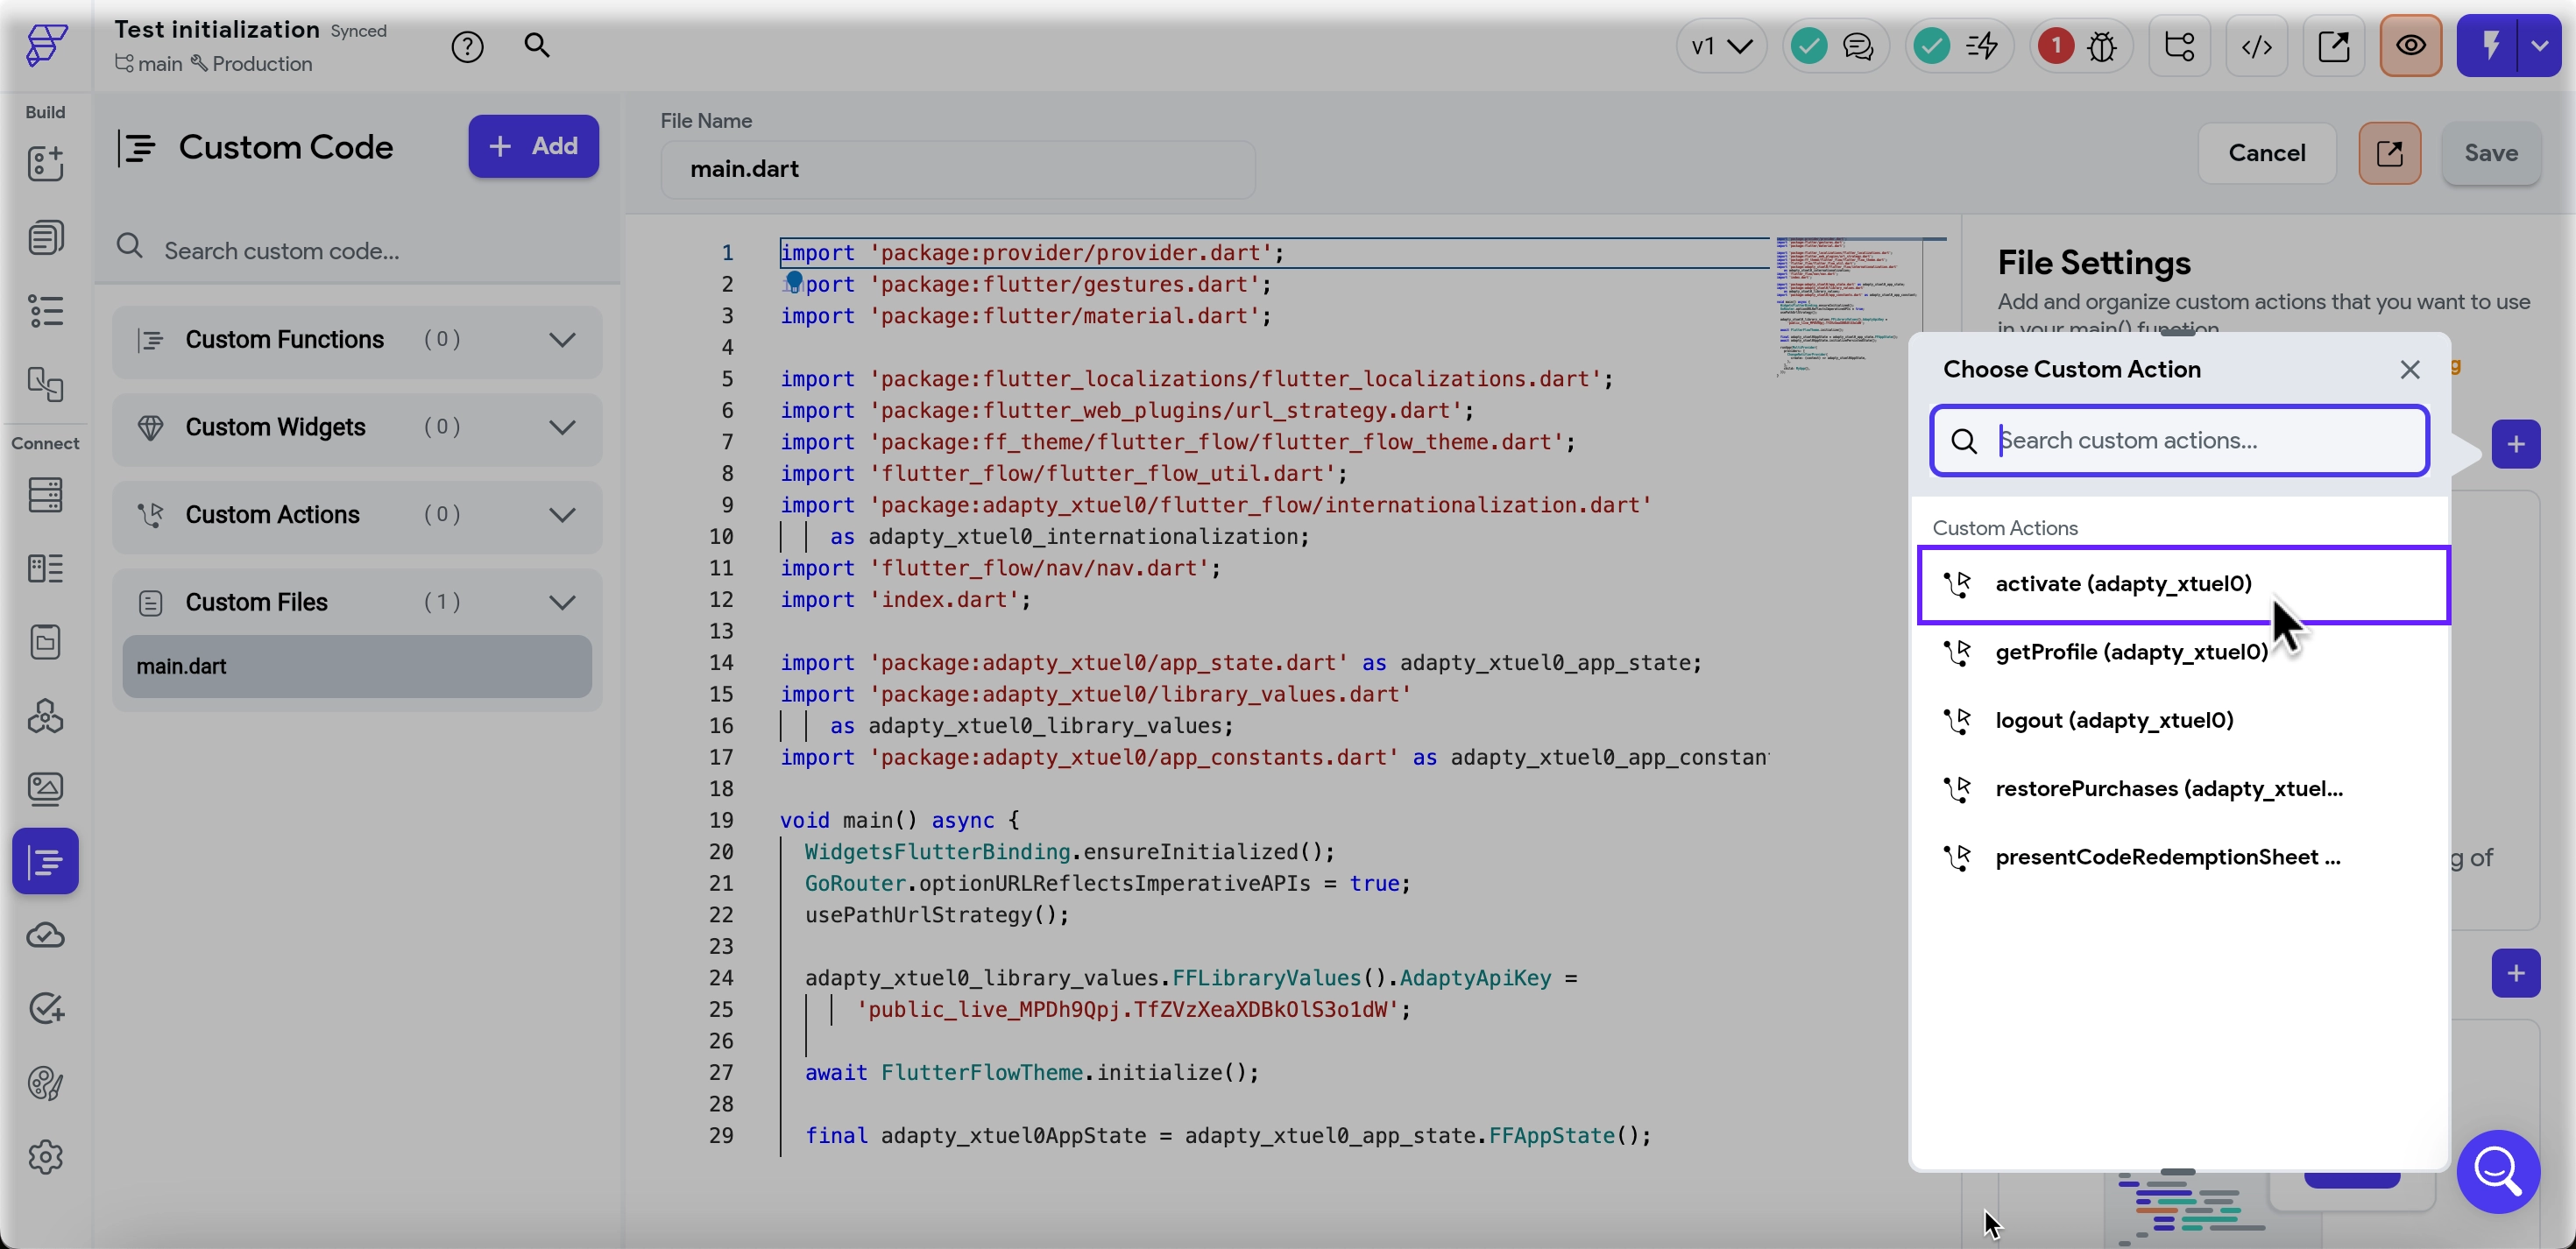 Test initialization Synced
main Production
v1
1
Build
Connect
Custom Code
+ Add
Search custom code...
Custom Functions (0)
Custom Widgets (0)
Custom Actions (0)
Custom Files (1)
main.dart
File Name
main.dart
Cancel
Save
1 import 'package:provider/provider.dart';
2 import 'package:flutter/gestures.dart';
3 import 'package:flutter/material.dart';
4
5 import 'package:flutter_localizations/flutter_localizations.dart';
6 import 'package:flutter_web_plugins/url_strategy.dart';
7 import 'package:ff_theme/flutter_flow/flutter_flow_theme.dart';
8 import 'flutter_flow/flutter_flow_util.dart';
9 import 'package:adapty_xtuel0/flutter_flow/internationalization.dart'
10 as adapty_xtuel0_internationalization;
11 import 'flutter_flow/nav/nav.dart';
12 import 'index.dart';
13
14 import 'package:adapty_xtuel0/app_state.dart' as adapty_xtuel0_app_state;
15 import 'package:adapty_xtuel0/library_values.dart'
16 as adapty_xtuel0_library_values;
17 import 'package:adapty_xtuel0/app_constants.dart' as adapty_xtuel0_app_constan
18
19 void main() async {
20 WidgetsFlutterBinding.ensureInitialized();
21 GoRouter.optionURLReflectsImperativeAPIs = true;
22 usePathUrlStrategy();
23
24 adapty_xtuel0_library_values.FFLibraryValues().AdaptyApiKey =
25 'public_live_MPDh9Qpj.TfZVzXeaXDBkOlS3o1dW';
26
27 await FlutterFlowTheme.initialize();
28
29 final adapty_xtuel0AppState = adapty_xtuel0_app_state.FFAppState();
File Settings
Add and organize custom actions that you want to use
in your main() function
Choose Custom Action
Search custom actions...
Custom Actions
activate (adapty_xtuel0)
getProfile (adapty_xtuel0)
logout (adapty_xtuel0)
restorePurchases (adapty_xtuel...
presentCodeRedemptionSheet ...
g of